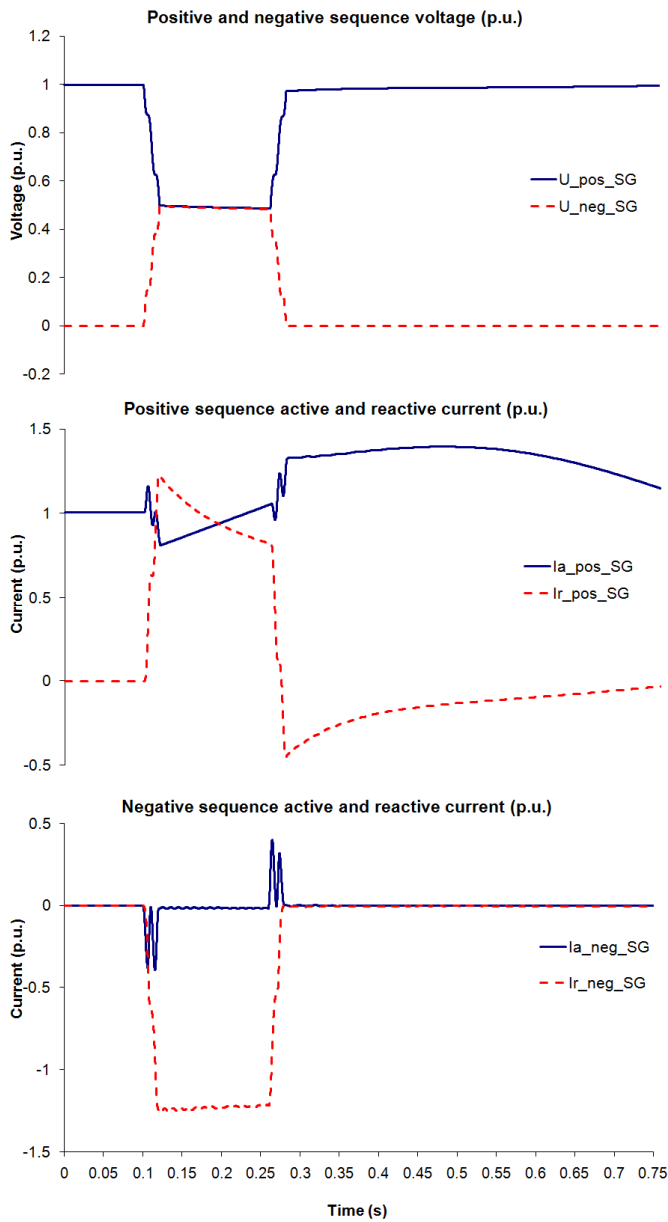 Positive and negative sequence voltage (p.u.)
1.2
1
0.8
0.6
0.4
0.2
0
-0.2
Voltage (p.u.)
U_pos_SG
U_neg_SG
Positive sequence active and reactive current (p.u.)
1.5
1
0.5
0
-0.5
Current (p.u.)
Ia_pos_SG
Ir_pos_SG
Negative sequence active and reactive current (p.u.)
0.5
0
-0.5
-1
-1.5
Current (p.u.)
Ia_neg_SG
Ir_neg_SG
0 0.05 0.1 0.15 0.2 0.25 0.3 0.35 0.4 0.45 0.5 0.55 0.6 0.65 0.7 0.75
Time (s)